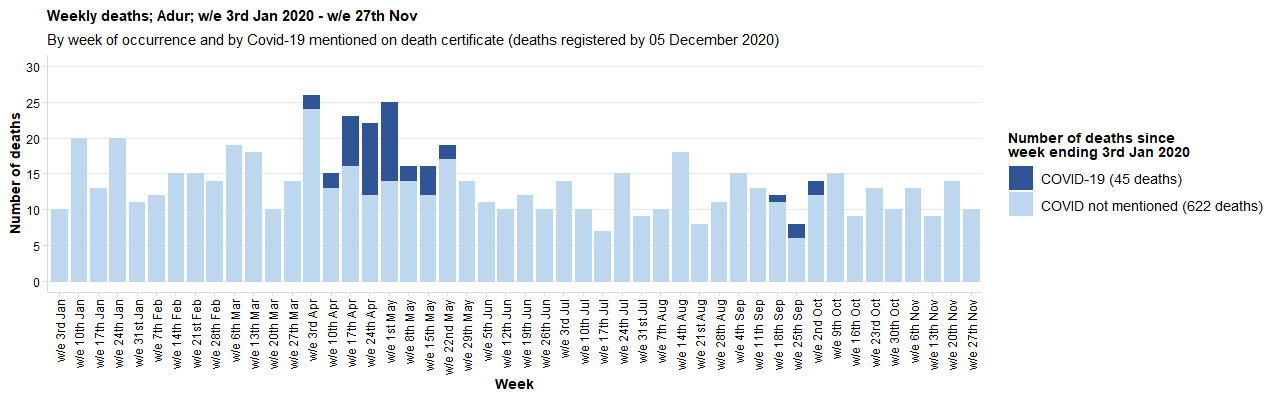 Weekly deaths; Adur; w/e 3rd Jan 2020 - w/e 27th Nov
By week of occurrence and by Covid-19 mentioned on death certificate (deaths registered by 05 December 2020)
Number of deaths
30
25
20
15
10
5
0
w/e 3rd Jan
w/e 10th Jan
w/e 17th Jan
w/e 24th Jan
w/e 31st Jan
w/e 7th Feb
w/e 14th Feb
w/e 21st Feb
w/e 28th Feb
w/e 6th Mar
w/e 13th Mar
w/e 20th Mar
w/e 27th Mar
w/e 3rd Apr
w/e 10th Apr
w/e 17th Apr
w/e 24th Apr
w/e 1st May
w/e 8th May
w/e 15th May
w/e 22nd May
w/e 29th May
w/e 5th Jun
w/e 12th Jun
w/e 19th Jun
w/e 26th Jun
w/e 3rd Jul
w/e 10th Jul
w/e 17th Jul
w/e 24th Jul
w/e 31st Jul
w/e 7th Aug
w/e 14th Aug
w/e 21st Aug
w/e 28th Aug
w/e 4th Sep
w/e 11th Sep
w/e 18th Sep
w/e 25th Sep
w/e 2nd Oct
w/e 9th Oct
w/e 16th Oct
w/e 23rd Oct
w/e 30th Oct
w/e 6th Nov
w/e 13th Nov
w/e 20th Nov
w/e 27th Nov
Week
Number of deaths since
week ending 3rd Jan 2020
COVID-19 (45 deaths)
COVID not mentioned (622 deaths)